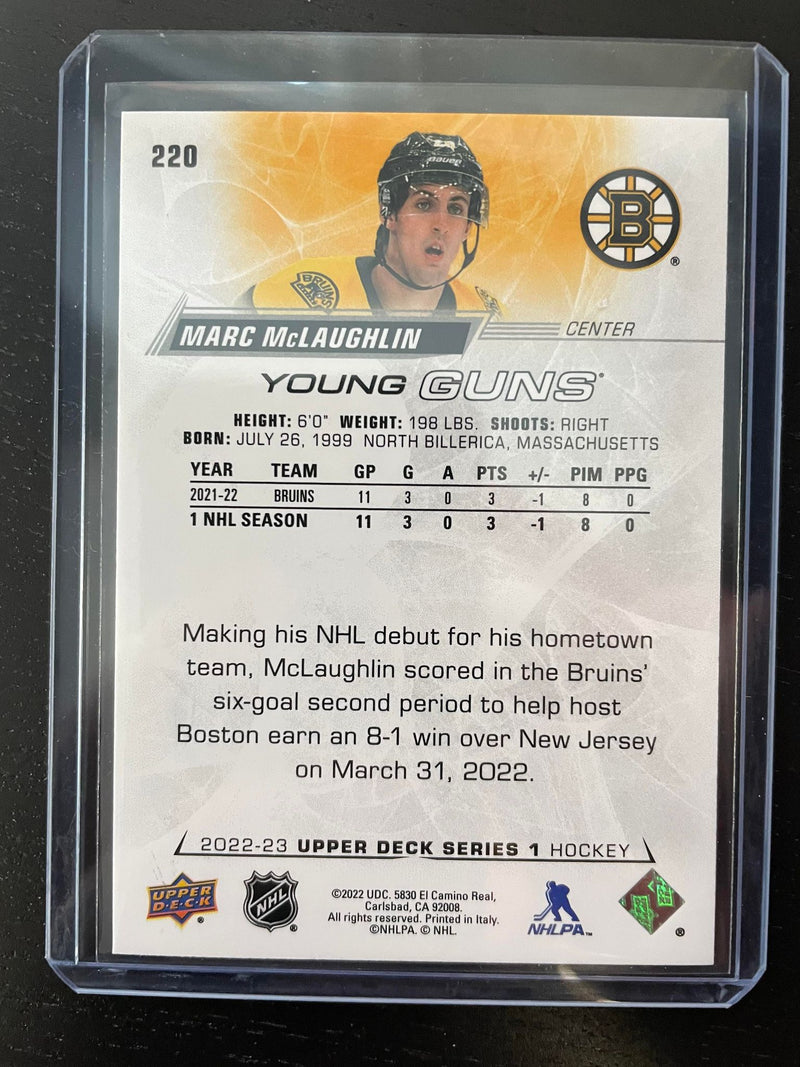 220
Bauer
BRUINS
B
®
MARC McLAUGHLIN
CENTER
YOUNG GUNS®
HEIGHT: 6'0" WEIGHT: 198 LBS. SHOOTS: RIGHT
BORN: JULY 26, 1999 NORTH BILLERICA, MASSACHUSETTS
YEAR TEAM GP G A PTS +/- PIM PPG
2021-22 BRUINS 11 3 0 3 -1 8 0
1 NHL SEASON 11 3 0 3 -1 8 0
Making his NHL debut for his hometown
team, McLaughlin scored in the Bruins'
six-goal second period to help host
Boston earn an 8-1 win over New Jersey
on March 31, 2022.
2022-23 UPPER DECK SERIES 1 HOCKEY
UPPER
D·E·C·K
®
NHL
®
©2022 UDC. 5830 El Camino Real,
Carlsbad, CA 92008.
All rights reserved. Printed in Italy.
©NHLPA. © NHL.
NHLPA™
®